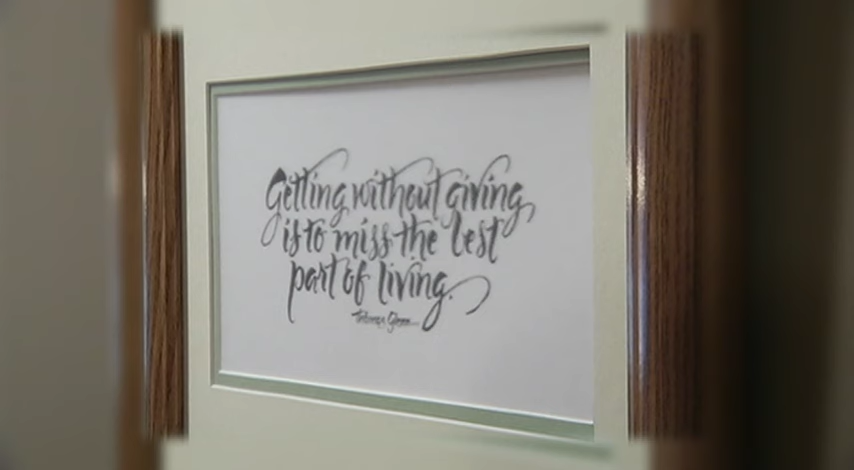 Getting without giving
is to miss the best
part of living.